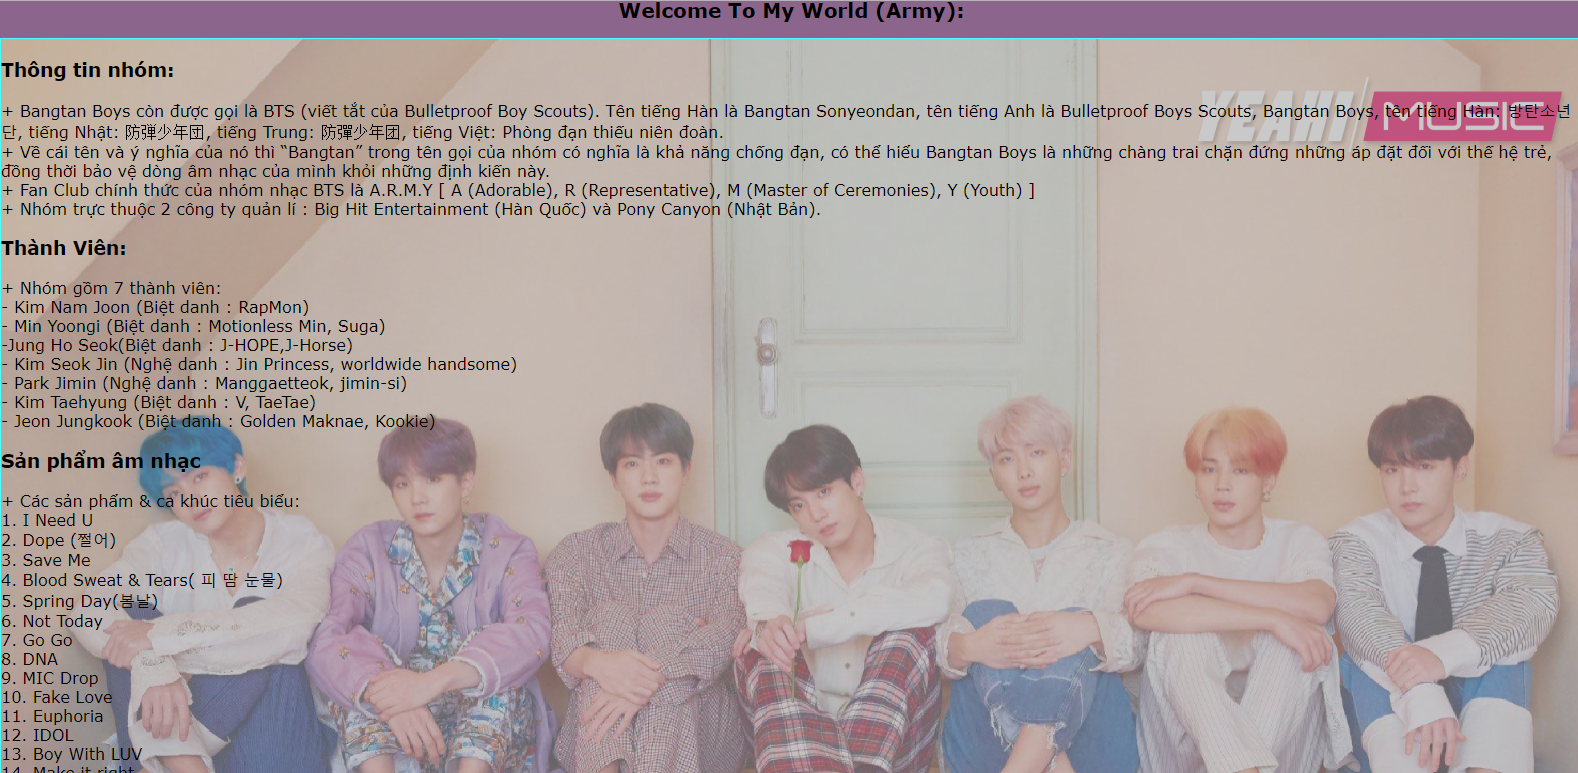 Welcome To My World (Army):
YEAH1 MUSIC
Thông tin nhóm:
+ Bangtan Boys còn được gọi là BTS (viết tắt của Bulletproof Boy Scouts). Tên tiếng Hàn là Bangtan Sonyeondan, tên tiếng Anh là Bulletproof Boys Scouts, Bangtan Boys, tên tiếng Hàn: 방탄소년
단, tiếng Nhật: 防弾少年団, tiếng Trung: 防彈少年团, tiếng Việt: Phòng đạn thiếu niên đoàn.
+ Về cái tên và ý nghĩa của nó thì “Bangtan” trong tên gọi của nhóm có nghĩa là khả năng chống đạn, có thể hiểu Bangtan Boys là những chàng trai chặn đứng những áp đặt đối với thế hệ trẻ,
đồng thời bảo vệ dòng âm nhạc của mình khỏi những định kiến này.
+ Fan Club chính thức của nhóm nhạc BTS là A.R.M.Y [ A (Adorable), R (Representative), M (Master of Ceremonies), Y (Youth) ]
+ Nhóm trực thuộc 2 công ty quản lí : Big Hit Entertainment (Hàn Quốc) và Pony Canyon (Nhật Bản).
Thành Viên:
+ Nhóm gồm 7 thành viên:
- Kim Nam Joon (Biệt danh : RapMon)
- Min Yoongi (Biệt danh : Motionless Min, Suga)
-Jung Ho Seok(Biệt danh : J-HOPE,J-Horse)
- Kim Seok Jin (Nghệ danh : Jin Princess, worldwide handsome)
- Park Jimin (Nghệ danh : Manggaetteok, jimin-si)
- Kim Taehyung (Biệt danh : V, TaeTae)
- Jeon Jungkook (Biệt danh : Golden Maknae, Kookie)
Sản phẩm âm nhạc
+ Các sản phẩm & ca khúc tiêu biểu:
1. I Need U
2. Dope (쩔어)
3. Save Me
4. Blood Sweat & Tears( 피 땀 눈물)
5. Spring Day(봄날)
6. Not Today
7. Go Go
8. DNA
9. MIC Drop
10. Fake Love
11. Euphoria
12. IDOL
13. Boy With LUV
14. Make it right